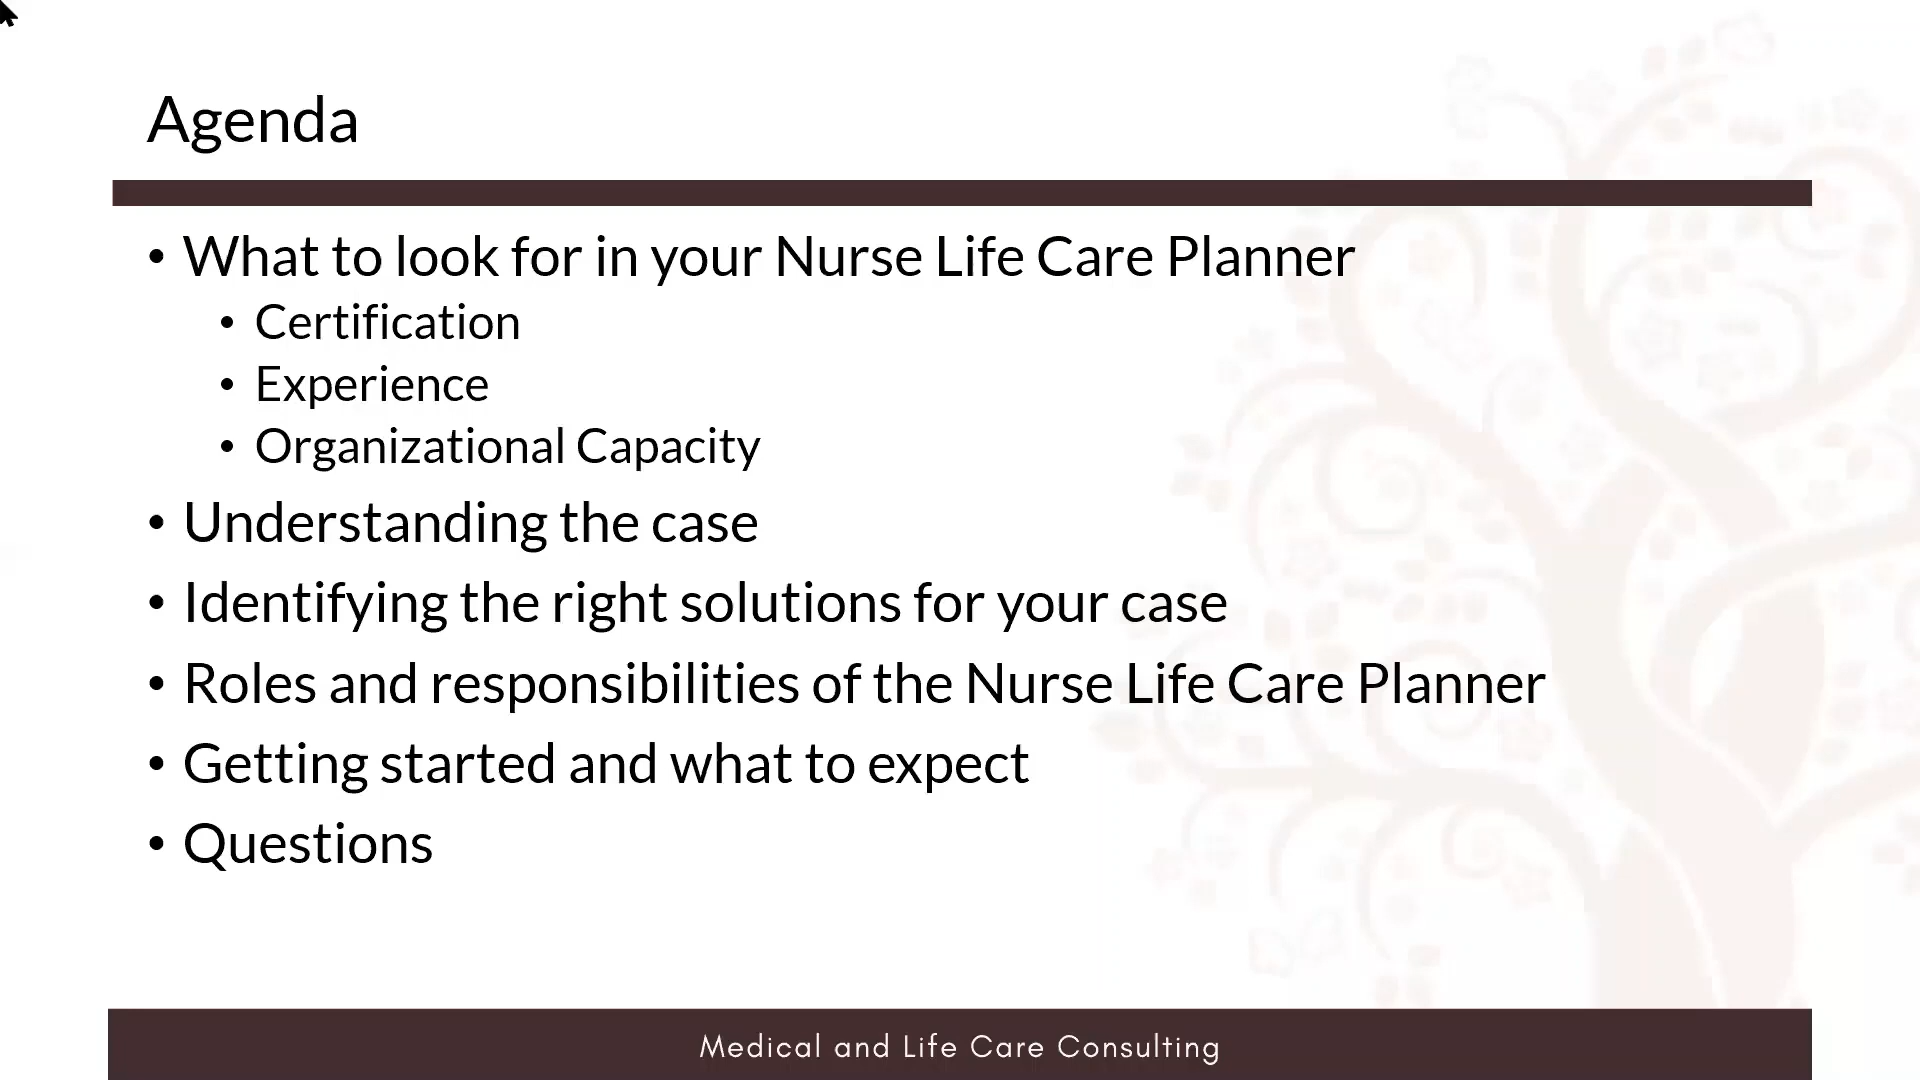 Agenda
• What to look for in your Nurse Life Care Planner
• Certification
• Experience
• Organizational Capacity
• Understanding the case
• Identifying the right solutions for your case
• Roles and responsibilities of the Nurse Life Care Planner
• Getting started and what to expect
• Questions
Medical and Life Care Consulting